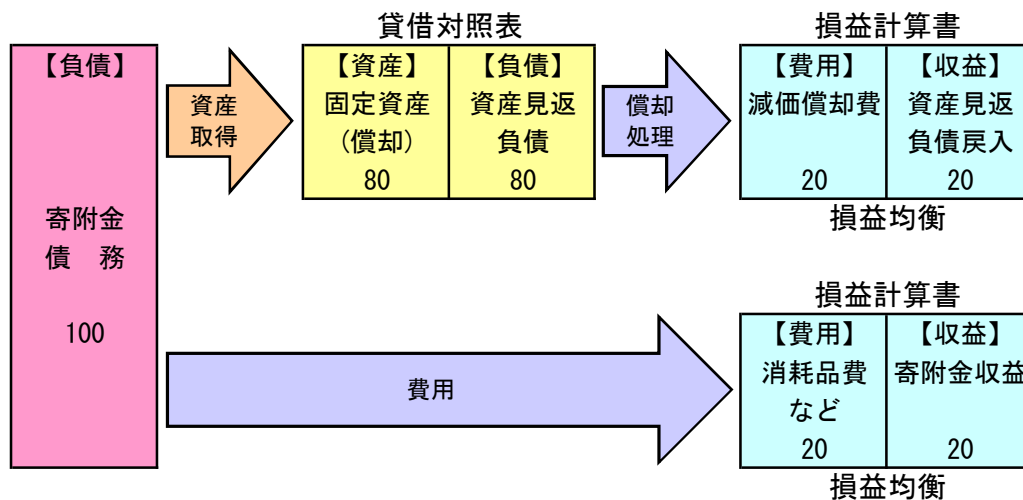 貸借対照表
損益計算書
【負債】
寄附金
債　務
100
資産
取得
【資産】
固定資産
(償却)
80
【負債】
資産見返
負債
80
償却
処理
【費用】
減価償却費
20
【収益】
資産見返
負債戻入
20
損益均衡
損益計算書
費用
【費用】
消耗品費
など
20
【収益】
寄附金収益
20
損益均衡